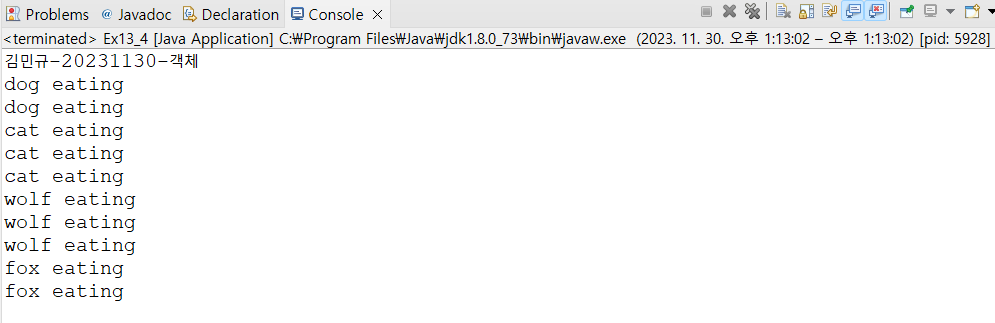 Problems @ Javadoc Declaration Console
<terminated> Ex13_4 [Java Application] C:₩Program Files₩Java₩jdk1.8.0_73₩bin₩javaw.exe (2023. 11. 30. 오후 1:13:02 – 오후 1:13:02) [pid: 5928]
김민규-20231130-객체
dog eating
dog eating
cat eating
cat eating
cat eating
wolf eating
wolf eating
wolf eating
fox eating
fox eating